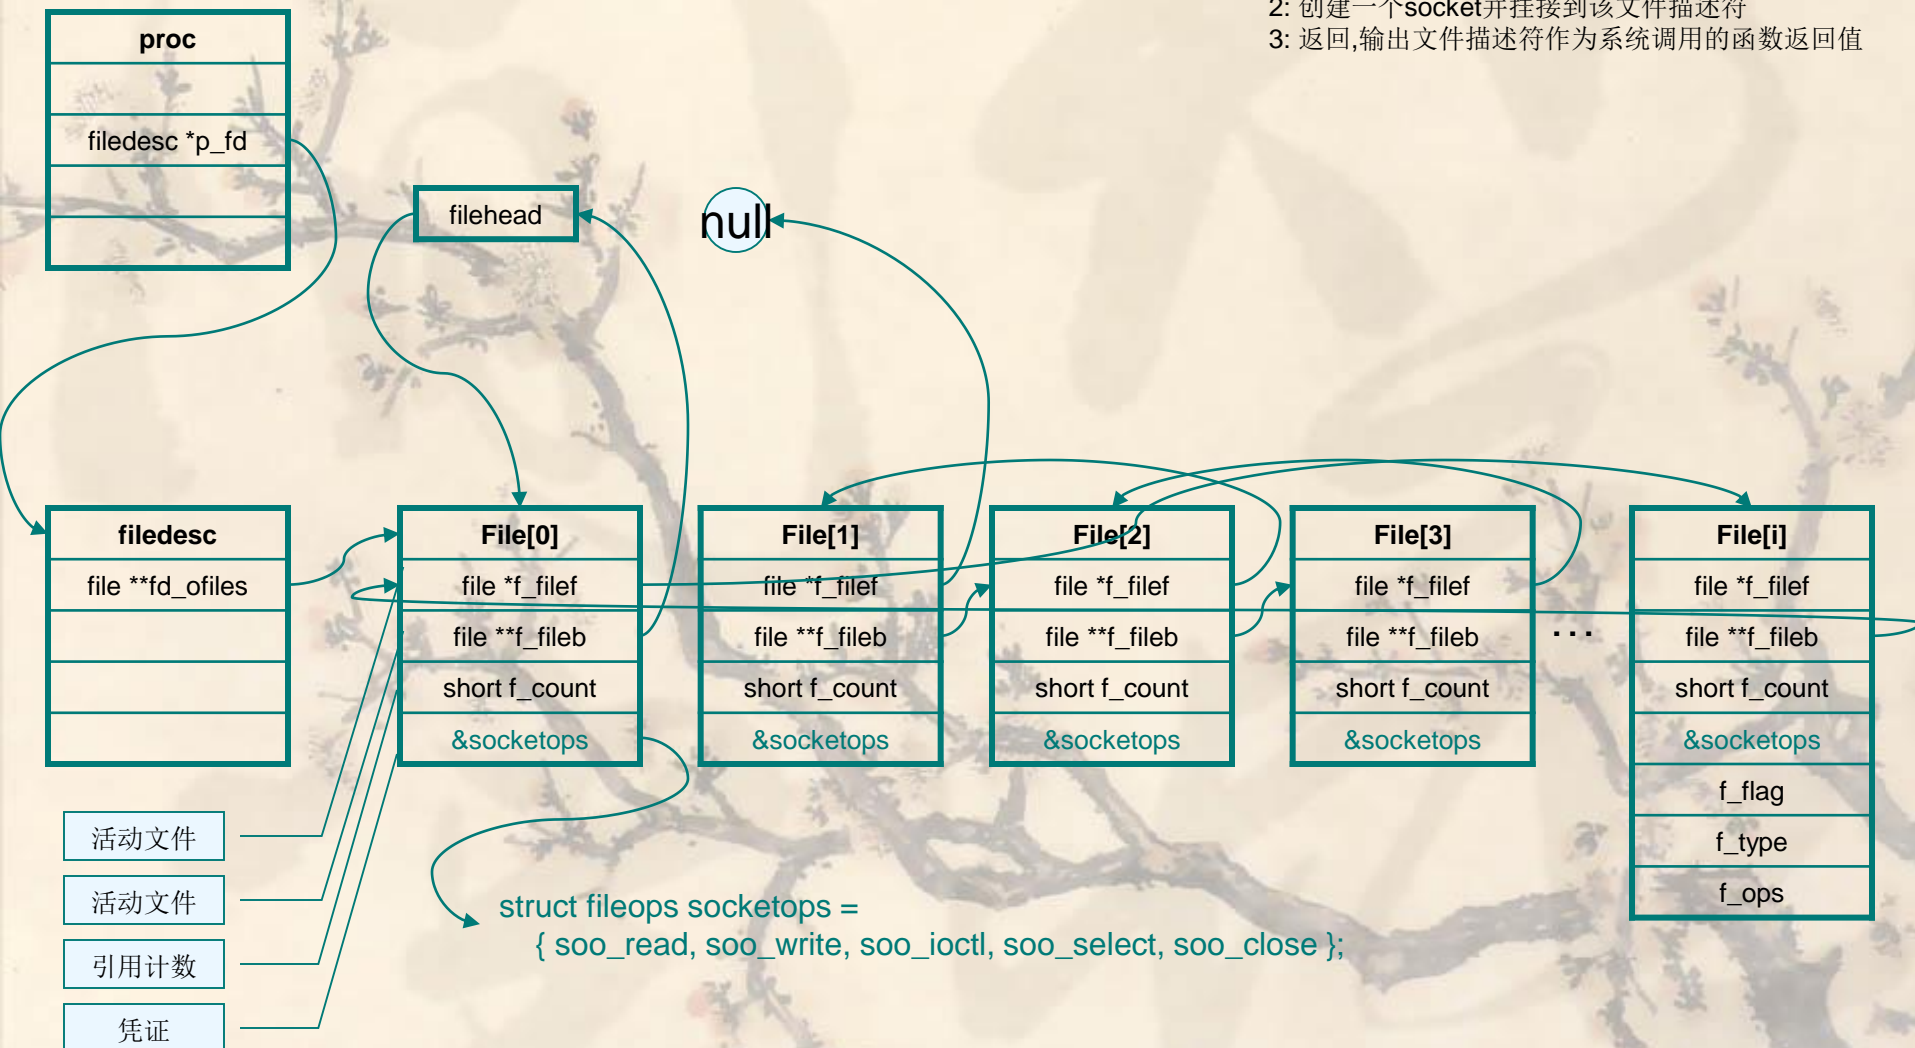 2: 创建一个socket并挂接到该文件描述符
3: 返回,输出文件描述符作为系统调用的函数返回值
proc
filedesc *p_fd
filehead
null
filedesc
file **fd_ofiles
File[0]
file *f_filef
file **f_fileb
short f_count
&socketops
File[1]
file *f_filef
file **f_fileb
short f_count
&socketops
File[2]
file *f_filef
file **f_fileb
short f_count
&socketops
File[3]
file *f_filef
file **f_fileb
short f_count
&socketops
...
File[i]
file *f_filef
file **f_fileb
short f_count
&socketops
f_flag
f_type
f_ops
活动文件
活动文件
引用计数
凭证
struct fileops socketops =
{ soo_read, soo_write, soo_ioctl, soo_select, soo_close };